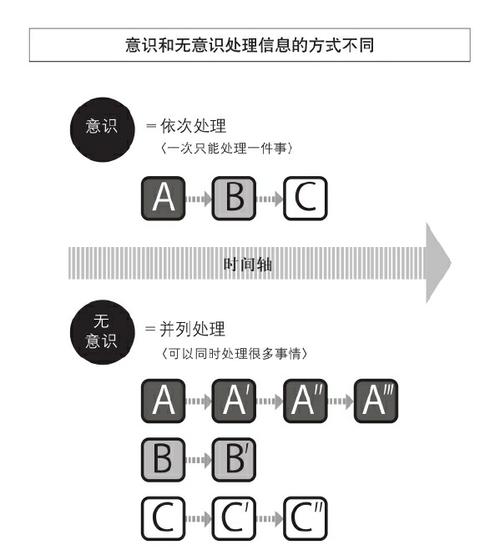 意识和无意识处理信息的方式不同
意识
=依次处理
〈一次只能处理一件事〉
A B C
时间轴
无
意识
=并列处理
〈可以同时处理很多事情〉
A A′ A″ A‴
B B′
C C′ C″